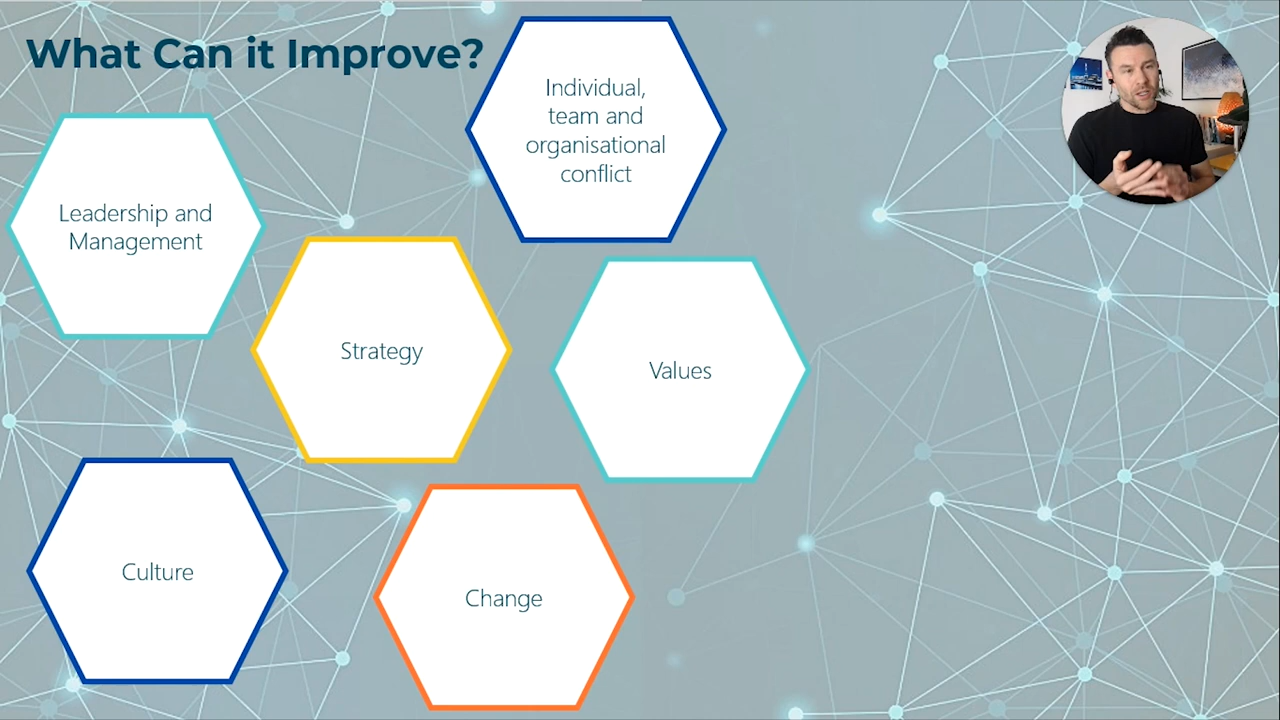 What Can it Improve?
Individual,
team and
organisational
conflict
Leadership and
Management
Strategy
Values
Culture
Change